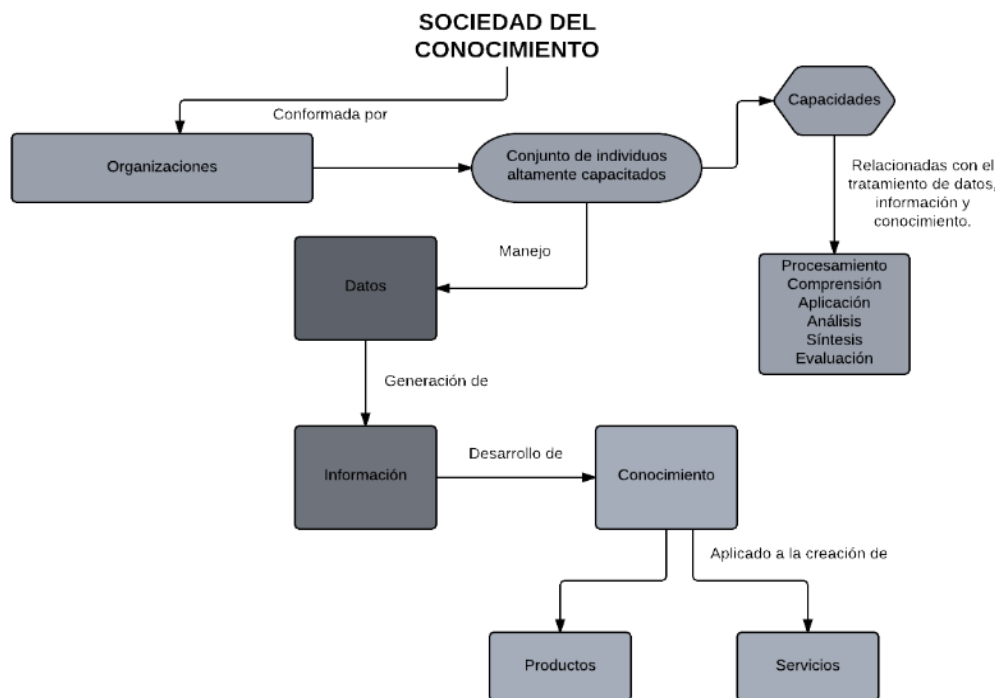 SOCIEDAD DEL
CONOCIMIENTO
Conformada por
Organizaciones
Conjunto de individuos
altamente capacitados
Capacidades
Relacionadas con el
tratamiento de datos,
información y
conocimiento.
Manejo
Datos
Procesamiento
Comprensión
Aplicación
Análisis
Síntesis
Evaluación
Generación de
Información
Desarrollo de
Conocimiento
Aplicado a la creación de
Productos
Servicios